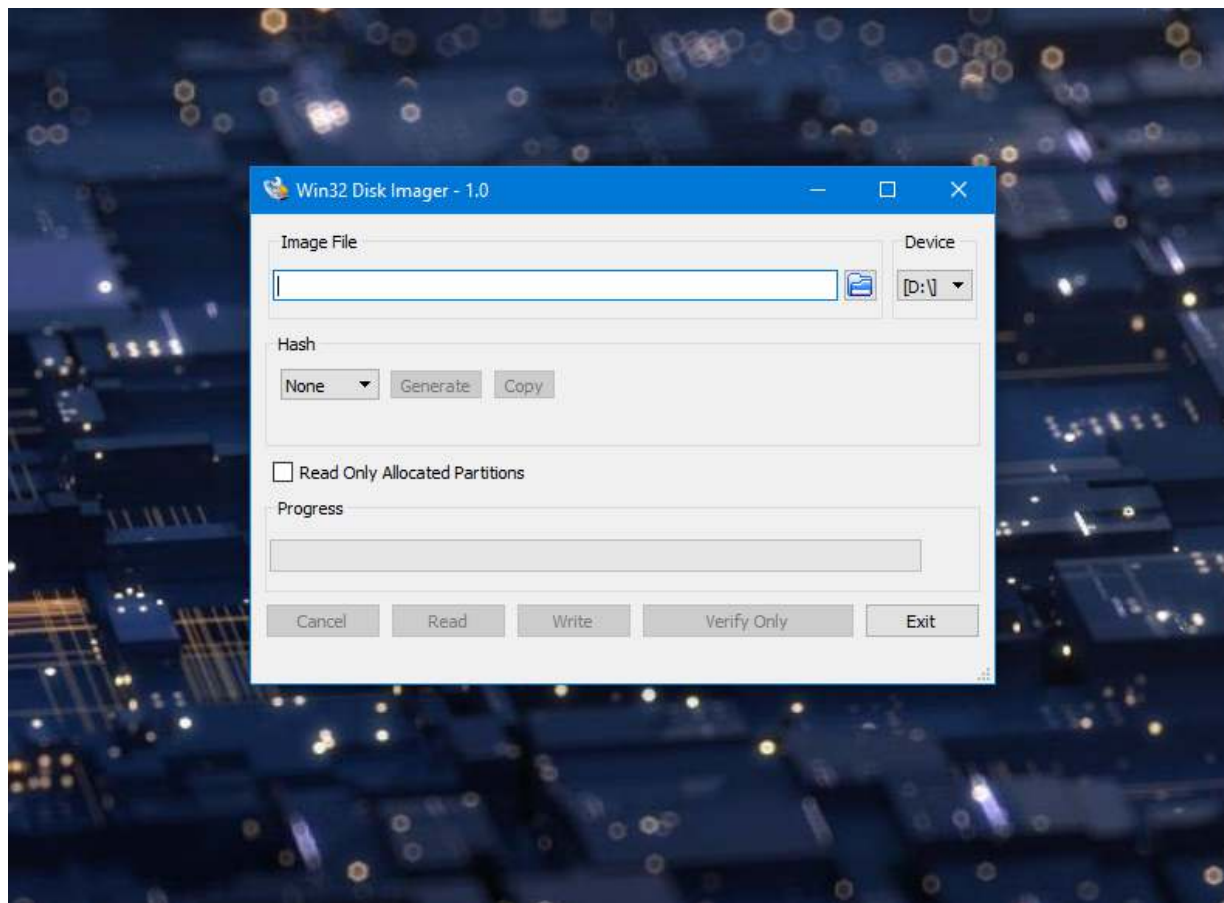 Win32 Disk Imager - 1.0
Image File
Device
[D:\]
Hash
None
Generate
Copy
Read Only Allocated Partitions
Progress
Cancel
Read
Write
Verify Only
Exit